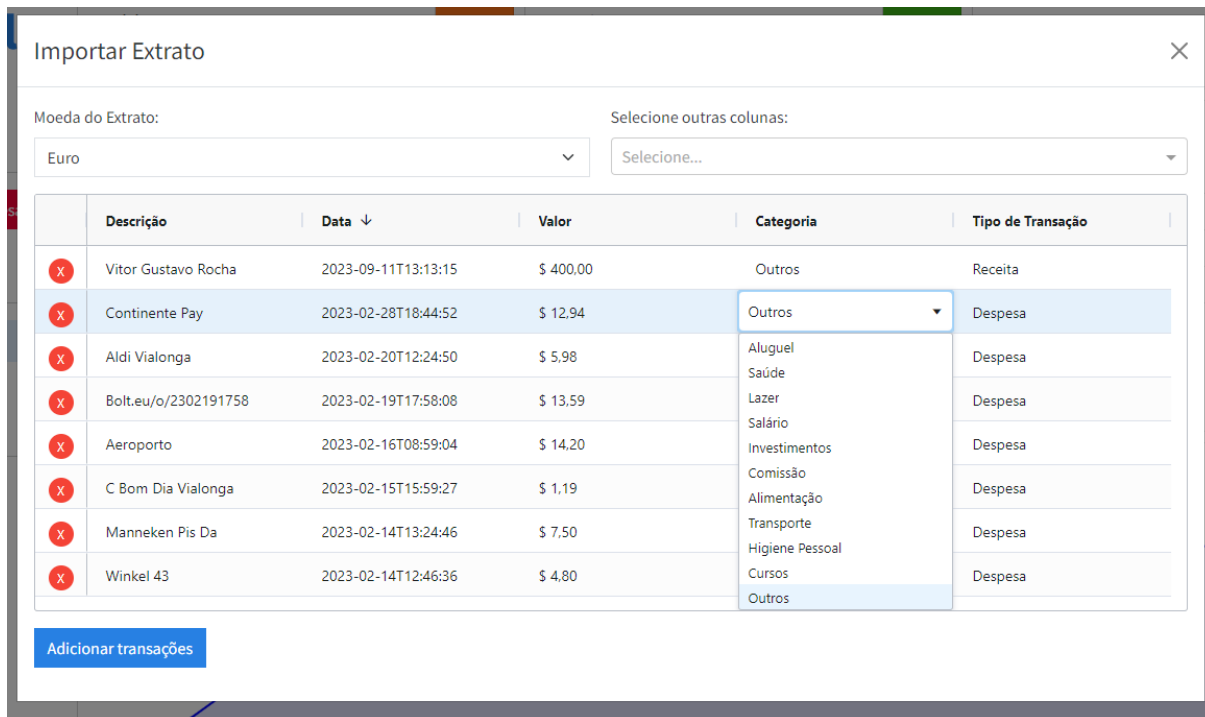 Importar Extrato
Moeda do Extrato: Selecione outras colunas:
Euro Selecione...
Descrição Data ↓ Valor Categoria Tipo de Transação
X Vitor Gustavo Rocha 2023-09-11T13:13:15 $ 400,00 Outros Receita
X Continente Pay 2023-02-28T18:44:52 $ 12,94 Outros Despesa
X Aldi Vialonga 2023-02-20T12:24:50 $ 5,98 Despesa
X Bolt.eu/o/2302191758 2023-02-19T17:58:08 $ 13,59 Despesa
X Aeroporto 2023-02-16T08:59:04 $ 14,20 Despesa
X C Bom Dia Vialonga 2023-02-15T15:59:27 $ 1,19 Despesa
X Manneken Pis Da 2023-02-14T13:24:46 $ 7,50 Despesa
X Winkel 43 2023-02-14T12:46:36 $ 4,80 Despesa
Aluguel
Saúde
Lazer
Salário
Investimentos
Comissão
Alimentação
Transporte
Higiene Pessoal
Cursos
Outros
Adicionar transações